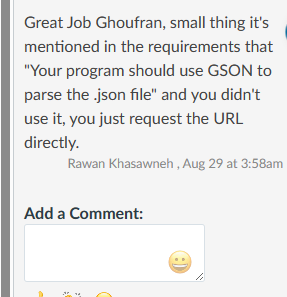 Great Job Ghoufran, small thing it's
mentioned in the requirements that
"Your program should use GSON to
parse the .json file" and you didn't
use it, you just request the URL
directly.
Rawan Khasawneh , Aug 29 at 3:58am
Add a Comment: